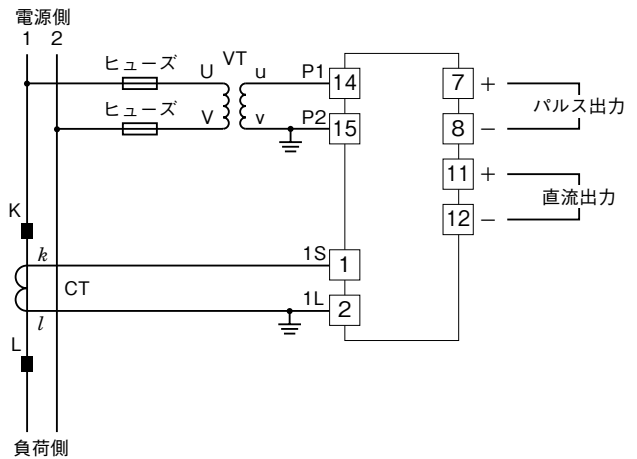 電源側
1 2
ヒューズ U VT u P1 14 7 +
パルス出力
ヒューズ V v P2 15 8 −
11 +
直流出力
12 −
K
k 1S 1
CT
l 1L 2
L
負荷側